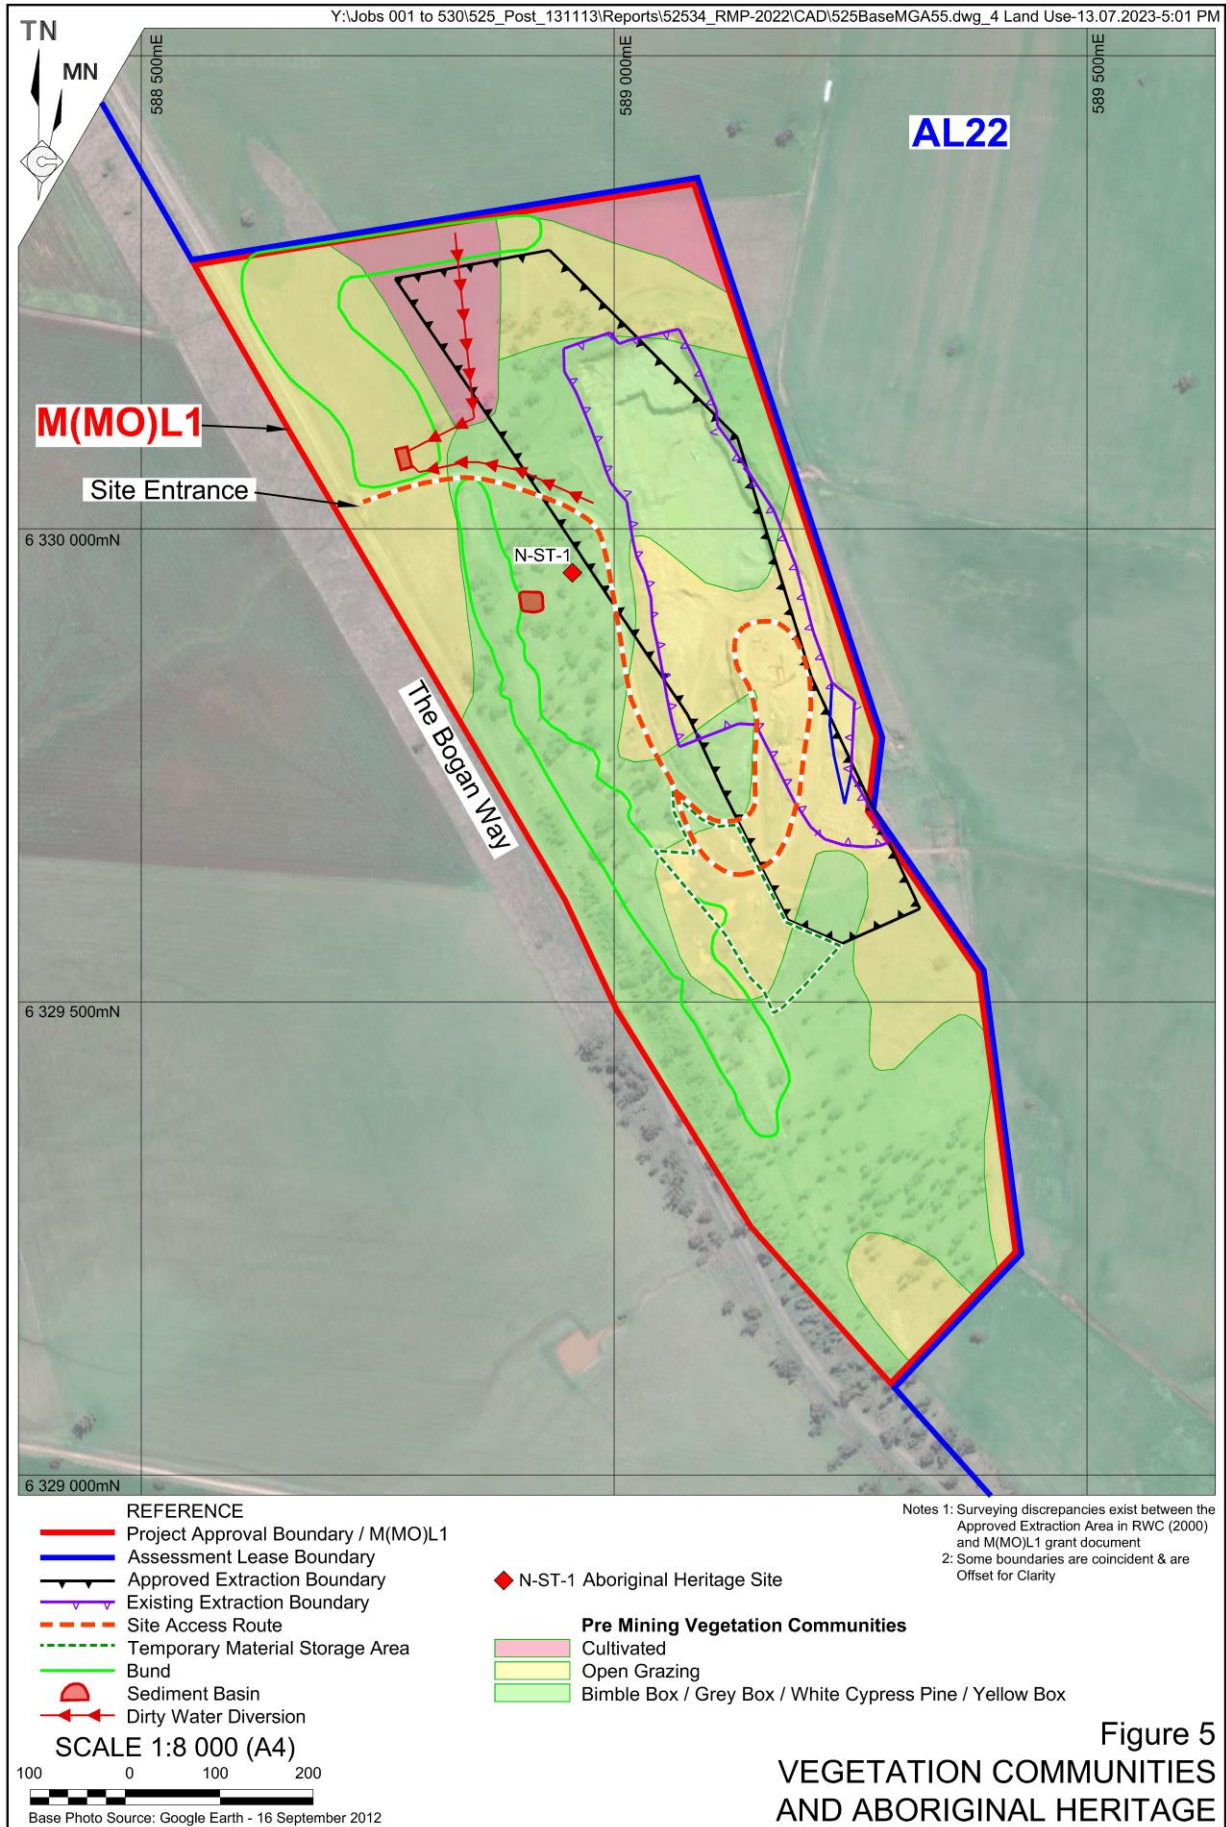 Y:\Jobs 001 to 530\525_Post_131113\Reports\52534_RMP-2022\CAD\525BaseMGA55.dwg_4 Land Use-13.07.2023-5:01 PM
TN
MN
588 500mE
589 000mE
589 500mE
AL22
M(MO)L1
Site Entrance
6 330 000mN
N-ST-1
The Bogan Way
6 329 500mN
6 329 000mN
REFERENCE
Project Approval Boundary / M(MO)L1
Assessment Lease Boundary
Approved Extraction Boundary
Existing Extraction Boundary
Site Access Route
Temporary Material Storage Area
Bund
Sediment Basin
Dirty Water Diversion
SCALE 1:8 000 (A4)
100 0 100 200
Base Photo Source: Google Earth - 16 September 2012
N-ST-1 Aboriginal Heritage Site
Pre Mining Vegetation Communities
Cultivated
Open Grazing
Bimble Box / Grey Box / White Cypress Pine / Yellow Box
Notes 1: Surveying discrepancies exist between the
Approved Extraction Area in RWC (2000)
and M(MO)L1 grant document
2: Some boundaries are coincident & are
Offset for Clarity
Figure 5
VEGETATION COMMUNITIES
AND ABORIGINAL HERITAGE